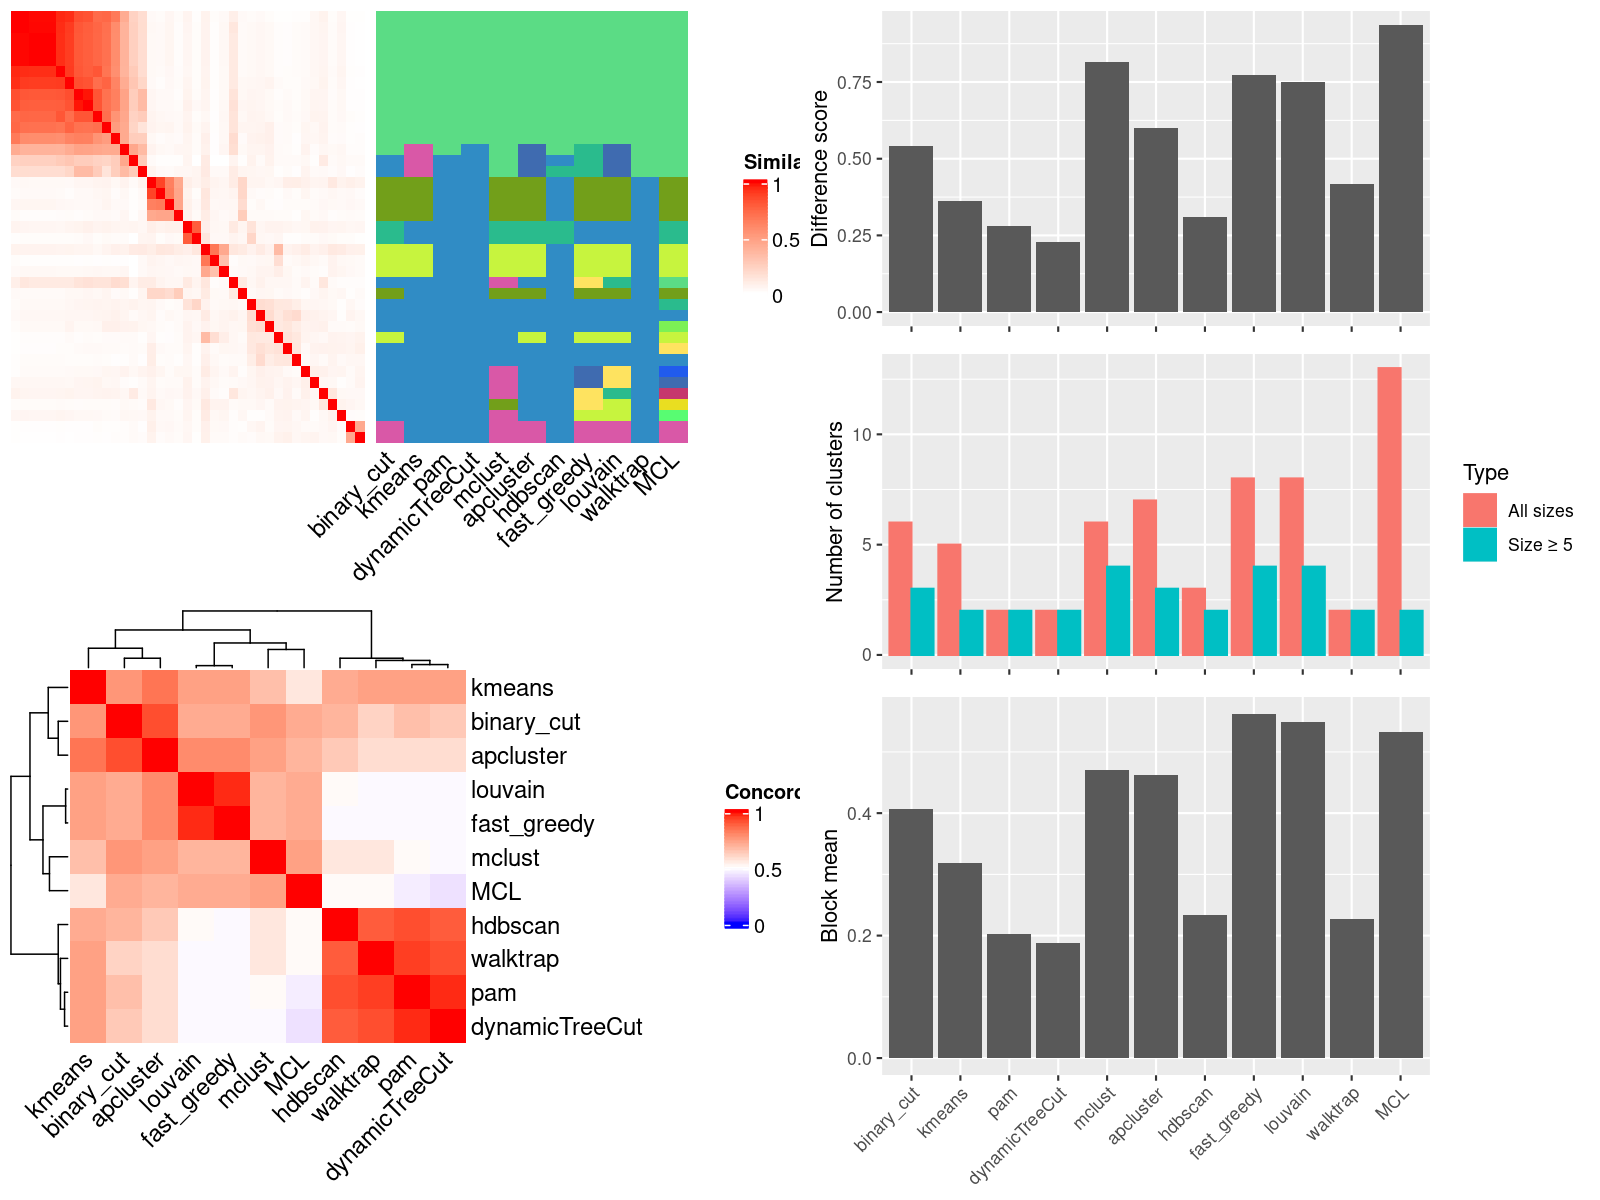 Simila
1
0.5
0
binary_cut
kmeans
pam
dynamicTreeCut
mclust
apcluster
hdbscan
fast_greedy
louvain
walktrap
MCL
Difference score
0.75
0.50
0.25
0.00
Number of clusters
10
5
0
Type
All sizes
Size ≥ 5
kmeans
binary_cut
apcluster
louvain
fast_greedy
mclust
MCL
hdbscan
walktrap
pam
dynamicTreeCut
kmeans
binary_cut
apcluster
louvain
fast_greedy
mclust
MCL
hdbscan
walktrap
pam
dynamicTreeCut
Concord
1
0.5
0
Block mean
0.4
0.2
0.0
binary_cut
kmeans
pam
dynamicTreeCut
mclust
apcluster
hdbscan
fast_greedy
louvain
walktrap
MCL